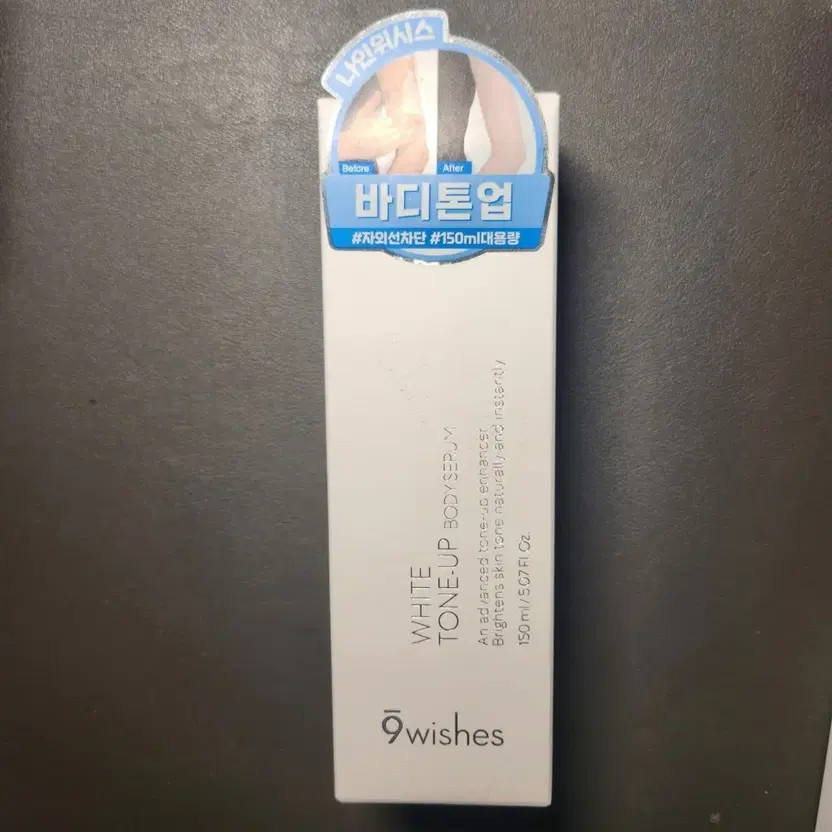 나인위시스
Before
After
바디톤업
#자외선차단 #150ml대용량
WHITE
TONE-UP BODY SERUM
An advanced tone-up enhancer
Brightens skin tone naturally and instantly
150 ml / 5.07 Fl Oz.
9wishes